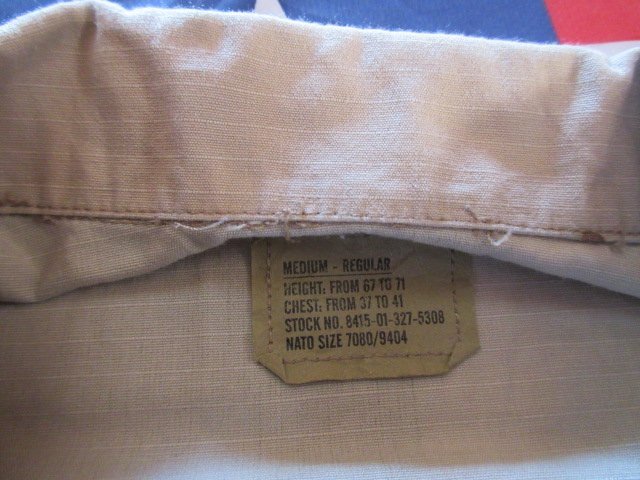 MEDIUM - REGULAR
HEIGHT: FROM 67 TO 71
CHEST: FROM 37 TO 41
STOCK NO. 8415-01-327-5308
NATO SIZE 7080/9404